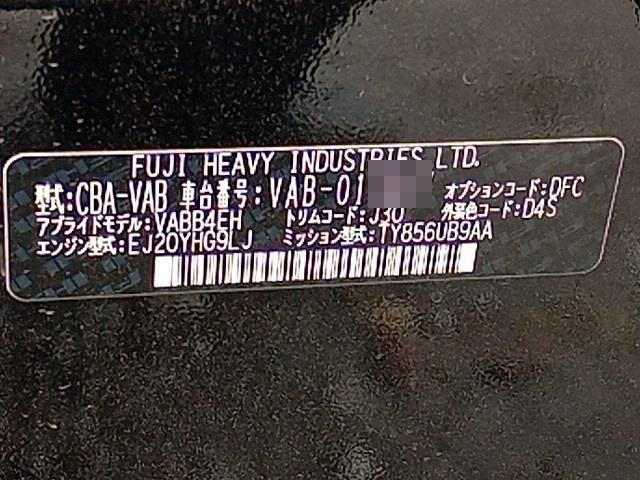 FUJI HEAVY INDUSTRIES LTD.
型式:CBA-VAB 車台番号:VAB-01 オプションコード:DFC
アプライドモデル:VABB4EH トリムコード:J30 外装色コード:D4S
エンジン型式:EJ20YHG9LJ ミッション型式:TY856UB9AA